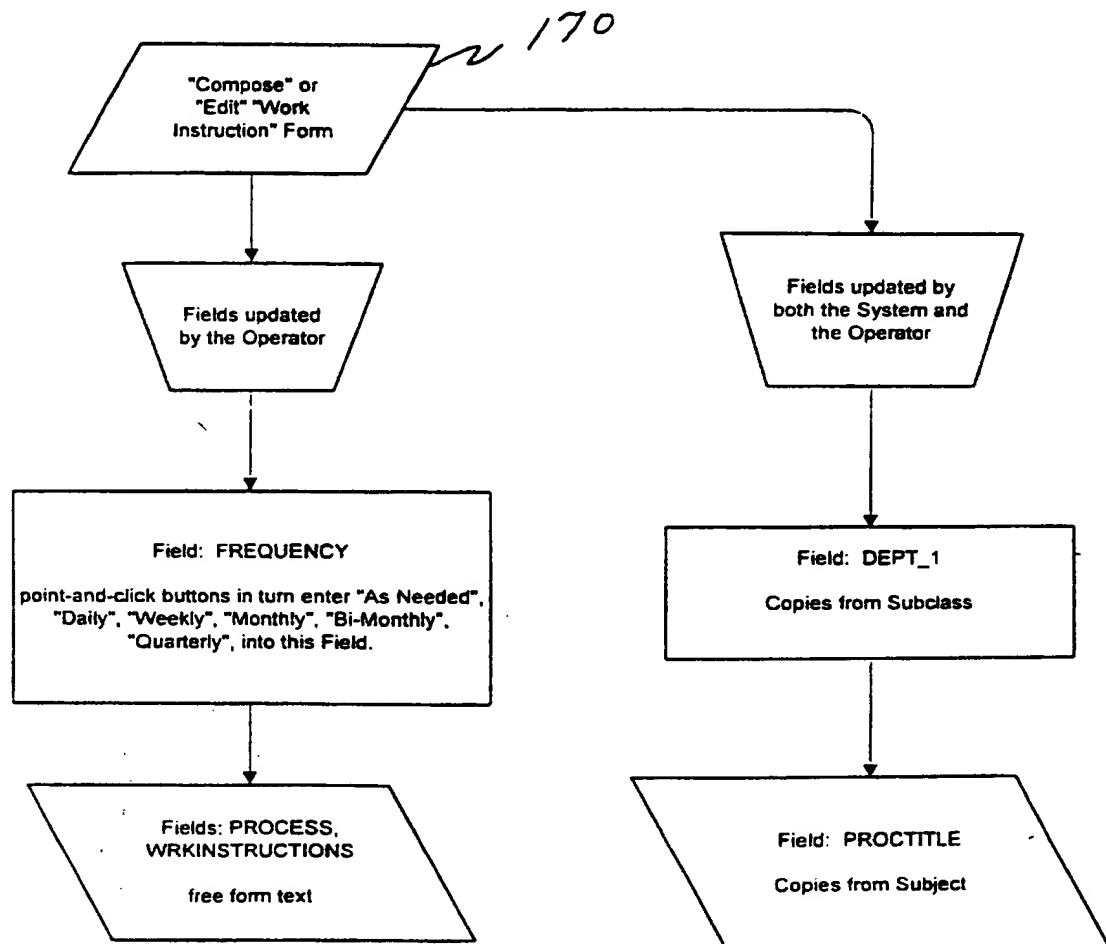 170
"Compose" or
"Edit" "Work
Instruction" Form
Fields updated
by the Operator
Fields updated by
both the System and
the Operator
Field: FREQUENCY
point-and-click buttons in turn enter "As Needed",
"Daily", "Weekly", "Monthly", "Bi-Monthly",
"Quarterly", into this Field.
Field: DEPT_1
Copies from Subclass
Fields: PROCESS,
WRKINSTRUCTIONS
free form text
Field: PROCTITLE
Copies from Subject